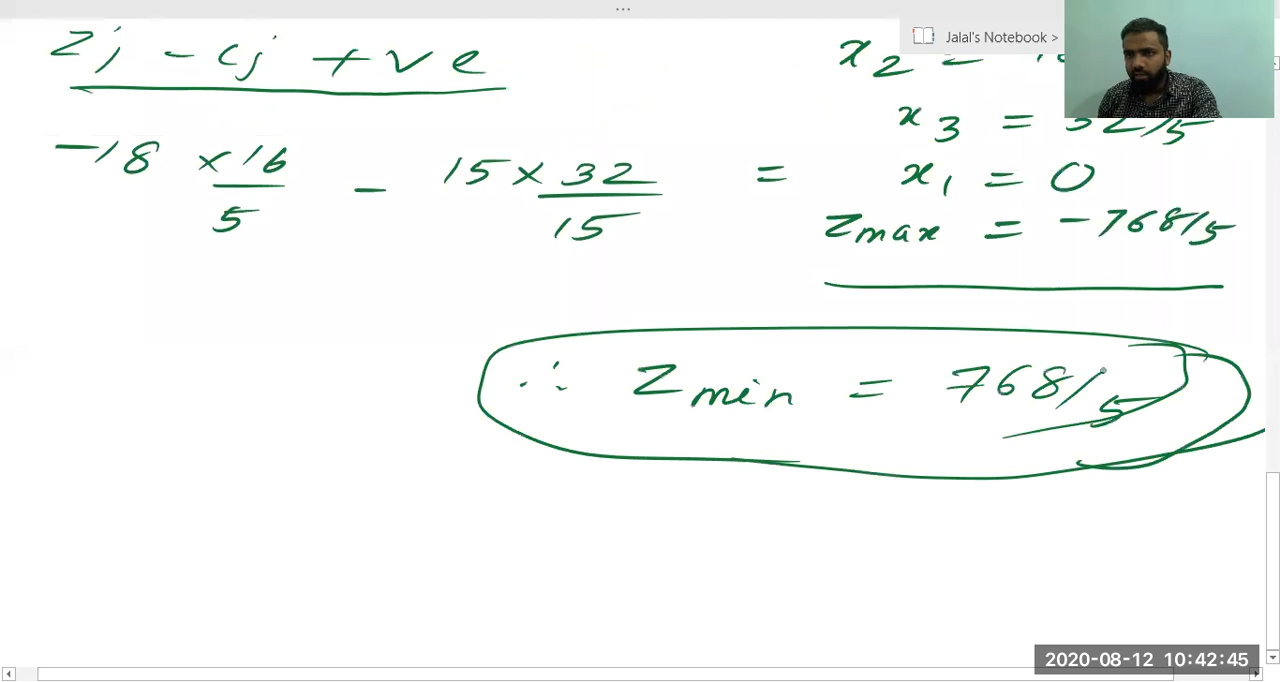 Jalal's Notebook >
Zj - cj +ve
x2 =
x3 = 32/5
-18 × 16/5 - 15 × 32/15 =
x1 = 0
Zmax = -768/5
∴ Zmin = 768/5
2020-08-12 10:42:45